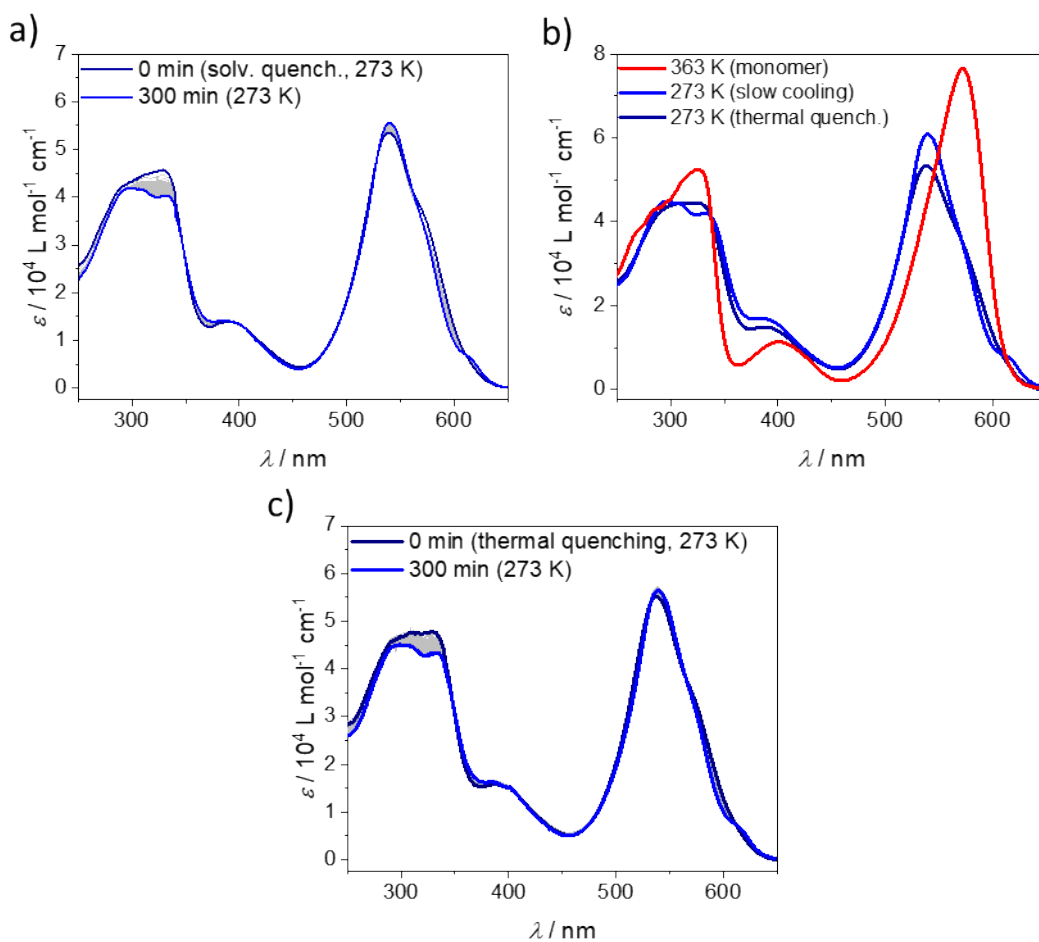 a)
7
6
5
4
3
2
1
0
ε / 10⁴ L mol⁻¹ cm⁻¹
0 min (solv. quench., 273 K)
300 min (273 K)
300 400 500 600
λ / nm
b)
8
6
4
2
0
ε / 10⁴ L mol⁻¹ cm⁻¹
363 K (monomer)
273 K (slow cooling)
273 K (thermal quench.)
300 400 500 600
λ / nm
c)
7
6
5
4
3
2
1
0
ε / 10⁴ L mol⁻¹ cm⁻¹
0 min (thermal quenching, 273 K)
300 min (273 K)
300 400 500 600
λ / nm